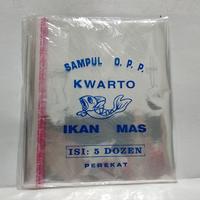 SAMPUL O.P.P.
KWARTO
IKAN MAS
ISI: 5 DOZEN
PEREKAT